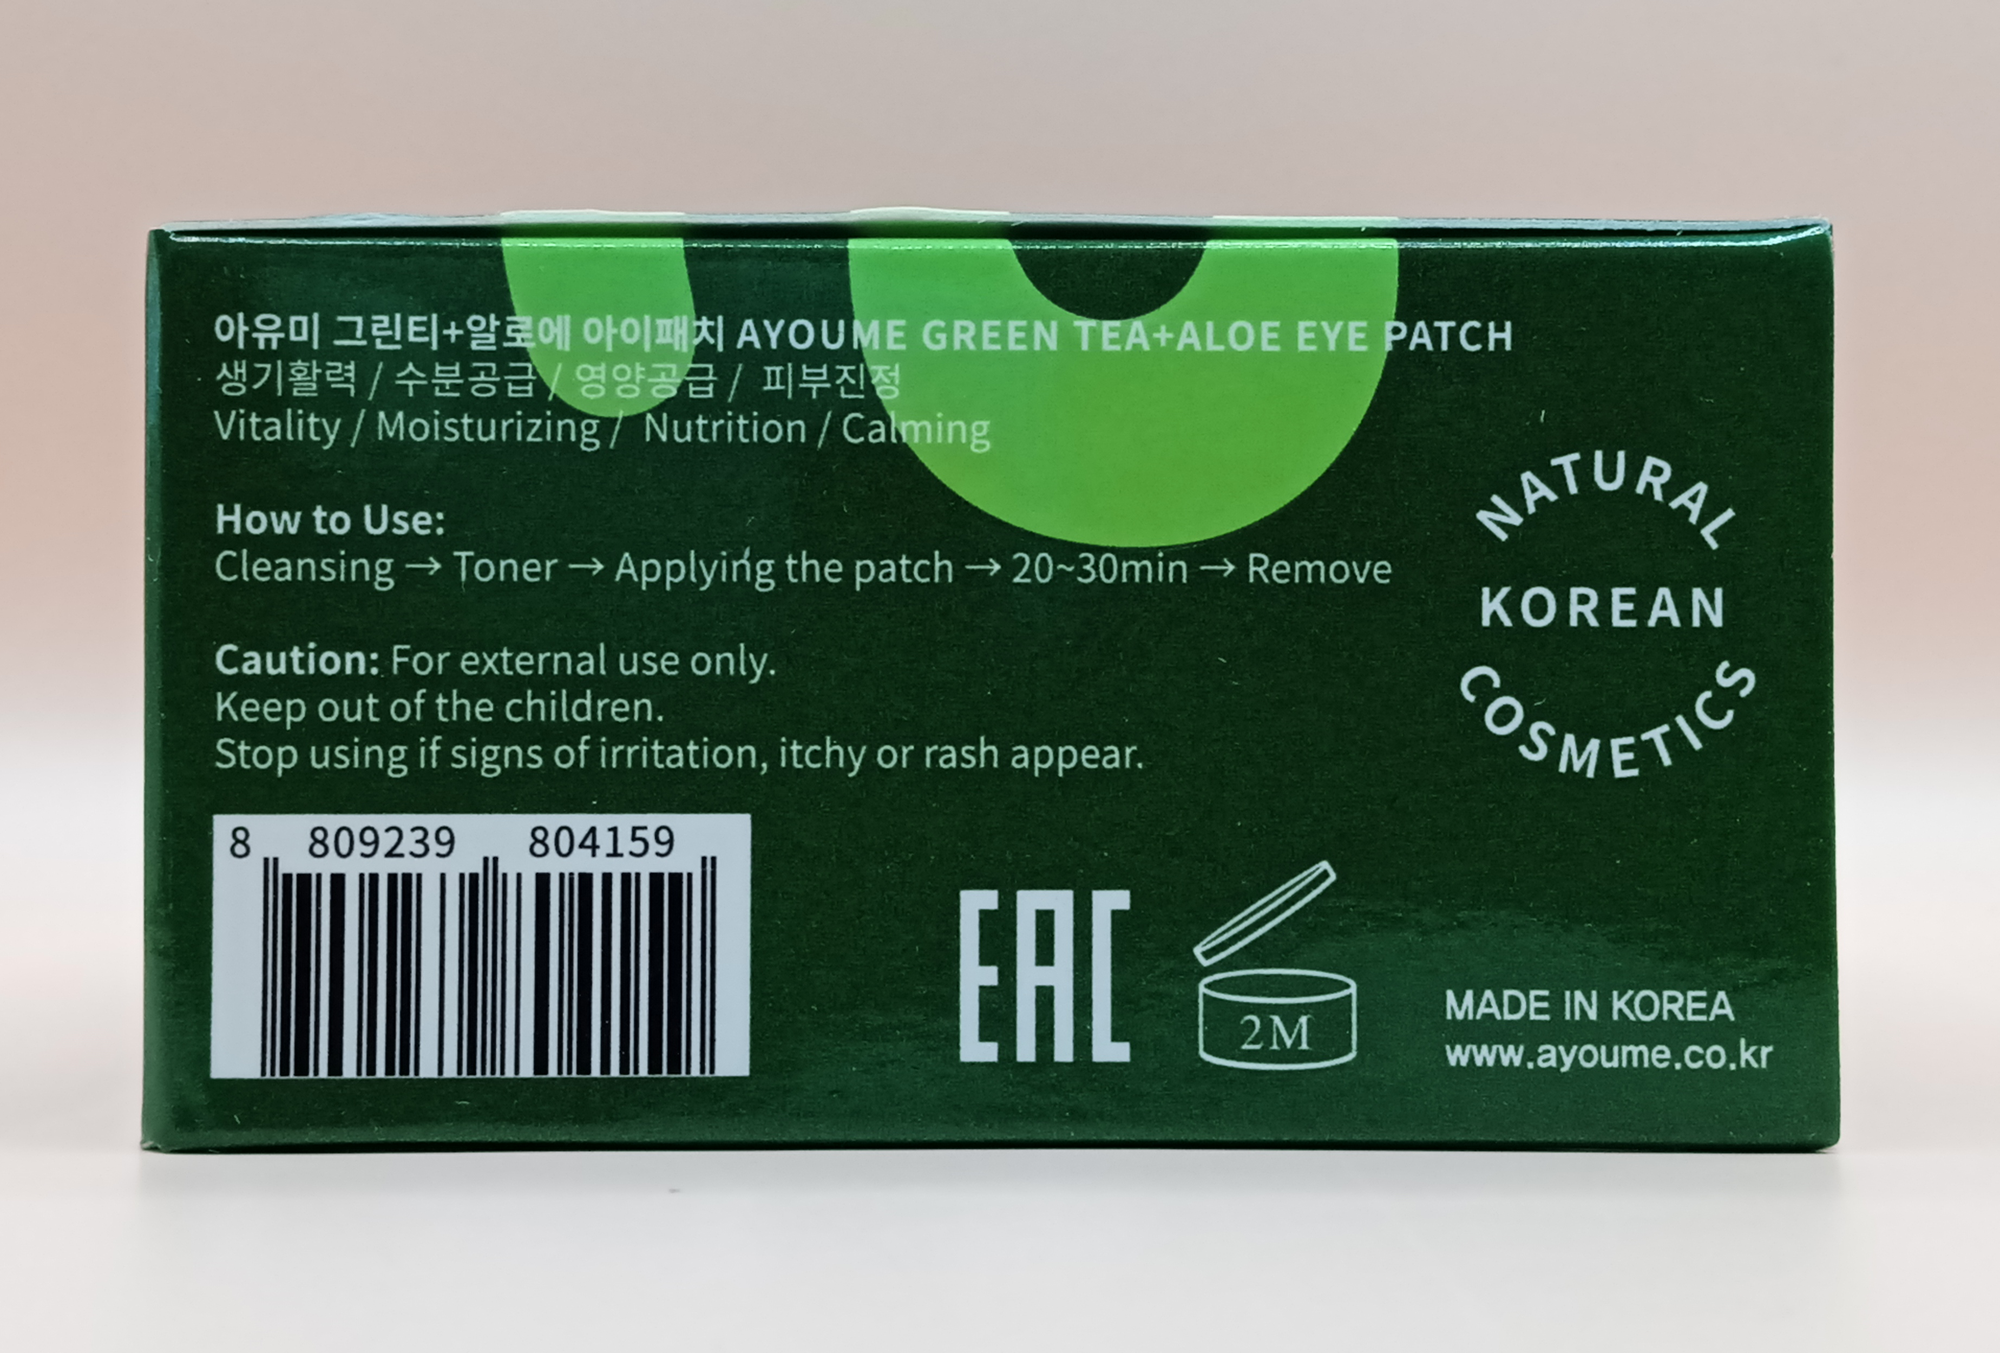 아유미 그린티+알로에 아이패치 AYOUME GREEN TEA+ALOE EYE PATCH
생기활력 / 수분공급 / 영양공급 / 피부진정
Vitality / Moisturizing / Nutrition / Calming
How to Use:
Cleansing → Toner → Applying the patch → 20~30min → Remove
Caution: For external use only.
Keep out of the children.
Stop using if signs of irritation, itchy or rash appear.
NATURAL
KOREAN
COSMETICS
8 809239 804159
EAC
2M
MADE IN KOREA
www.ayoume.co.kr